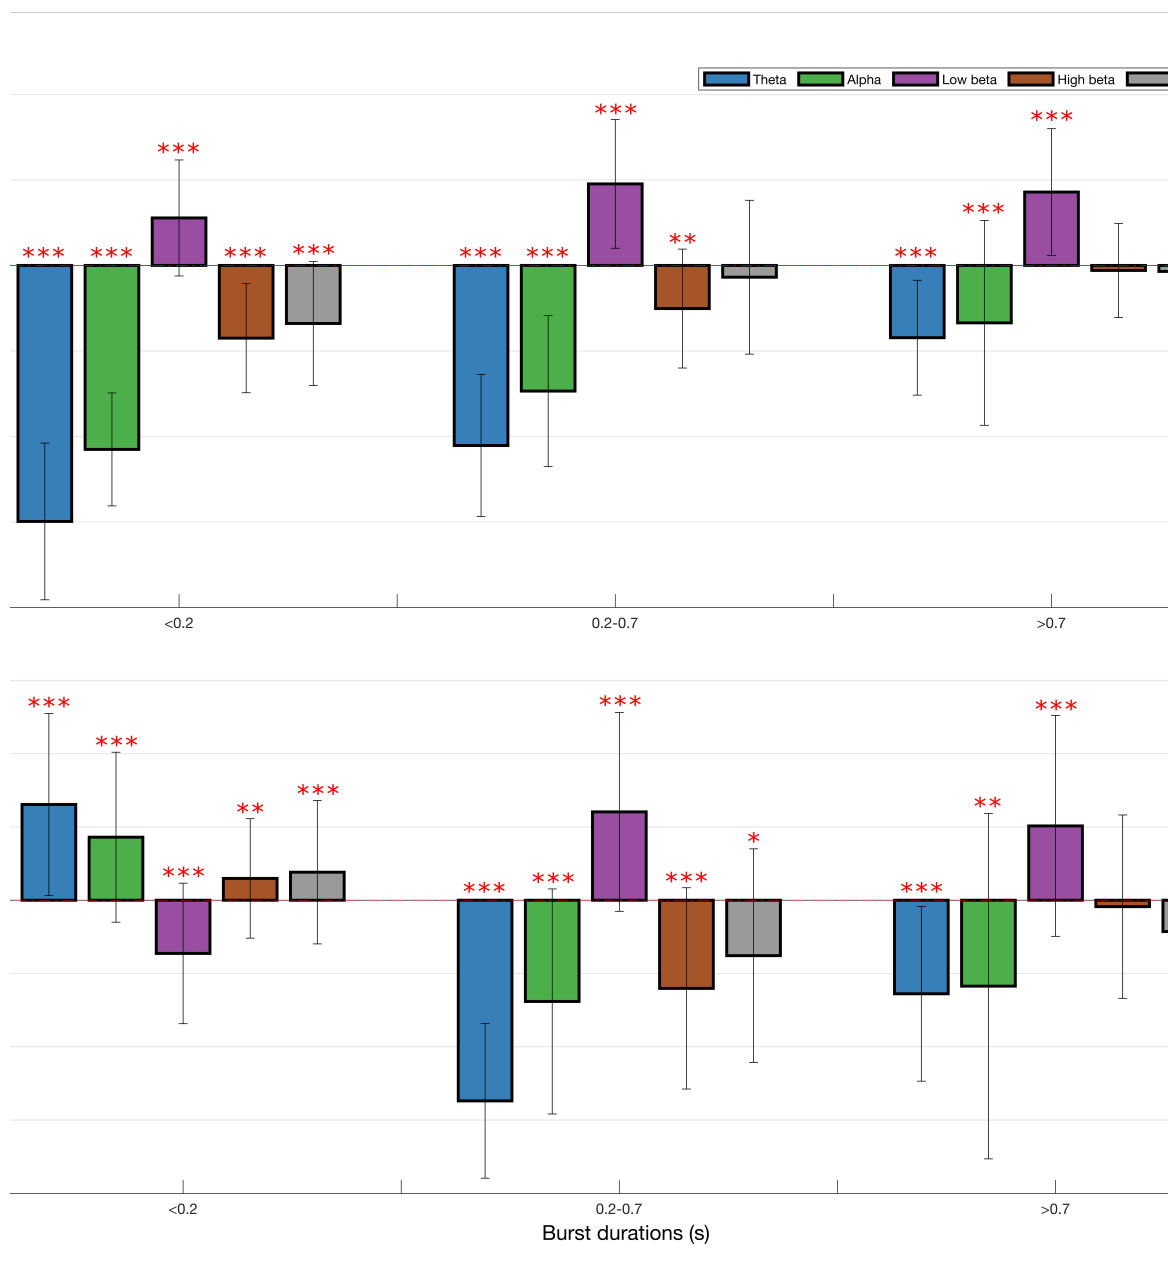 Theta Alpha Low beta High beta
***
***
***
*** *** *** *** *** *** ** *** ***
<0.2 0.2-0.7 >0.7
*** *** ***
***
*** ** *** * **
*** *** *** *** ***
<0.2 0.2-0.7 >0.7
Burst durations (s)